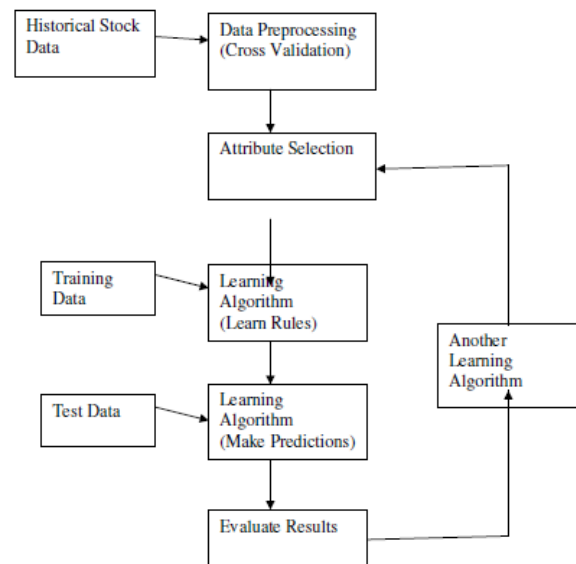 Historical Stock
Data
Data Preprocessing
(Cross Validation)
Attribute Selection
Training
Data
Learning
Algorithm
(Learn Rules)
Another
Learning
Algorithm
Test Data
Learning
Algorithm
(Make Predictions)
Evaluate Results